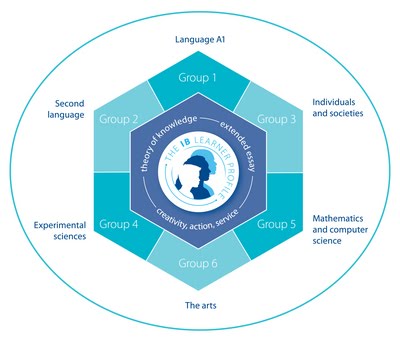 Language A1
Group 1
Second
language
Group 2
Group 3
Individuals
and societies
theory of knowledge
extended essay
THE IB LEARNER PROFILE
creativity, action, service
Experimental
sciences
Group 4
Group 5
Mathematics
and computer
science
Group 6
The arts